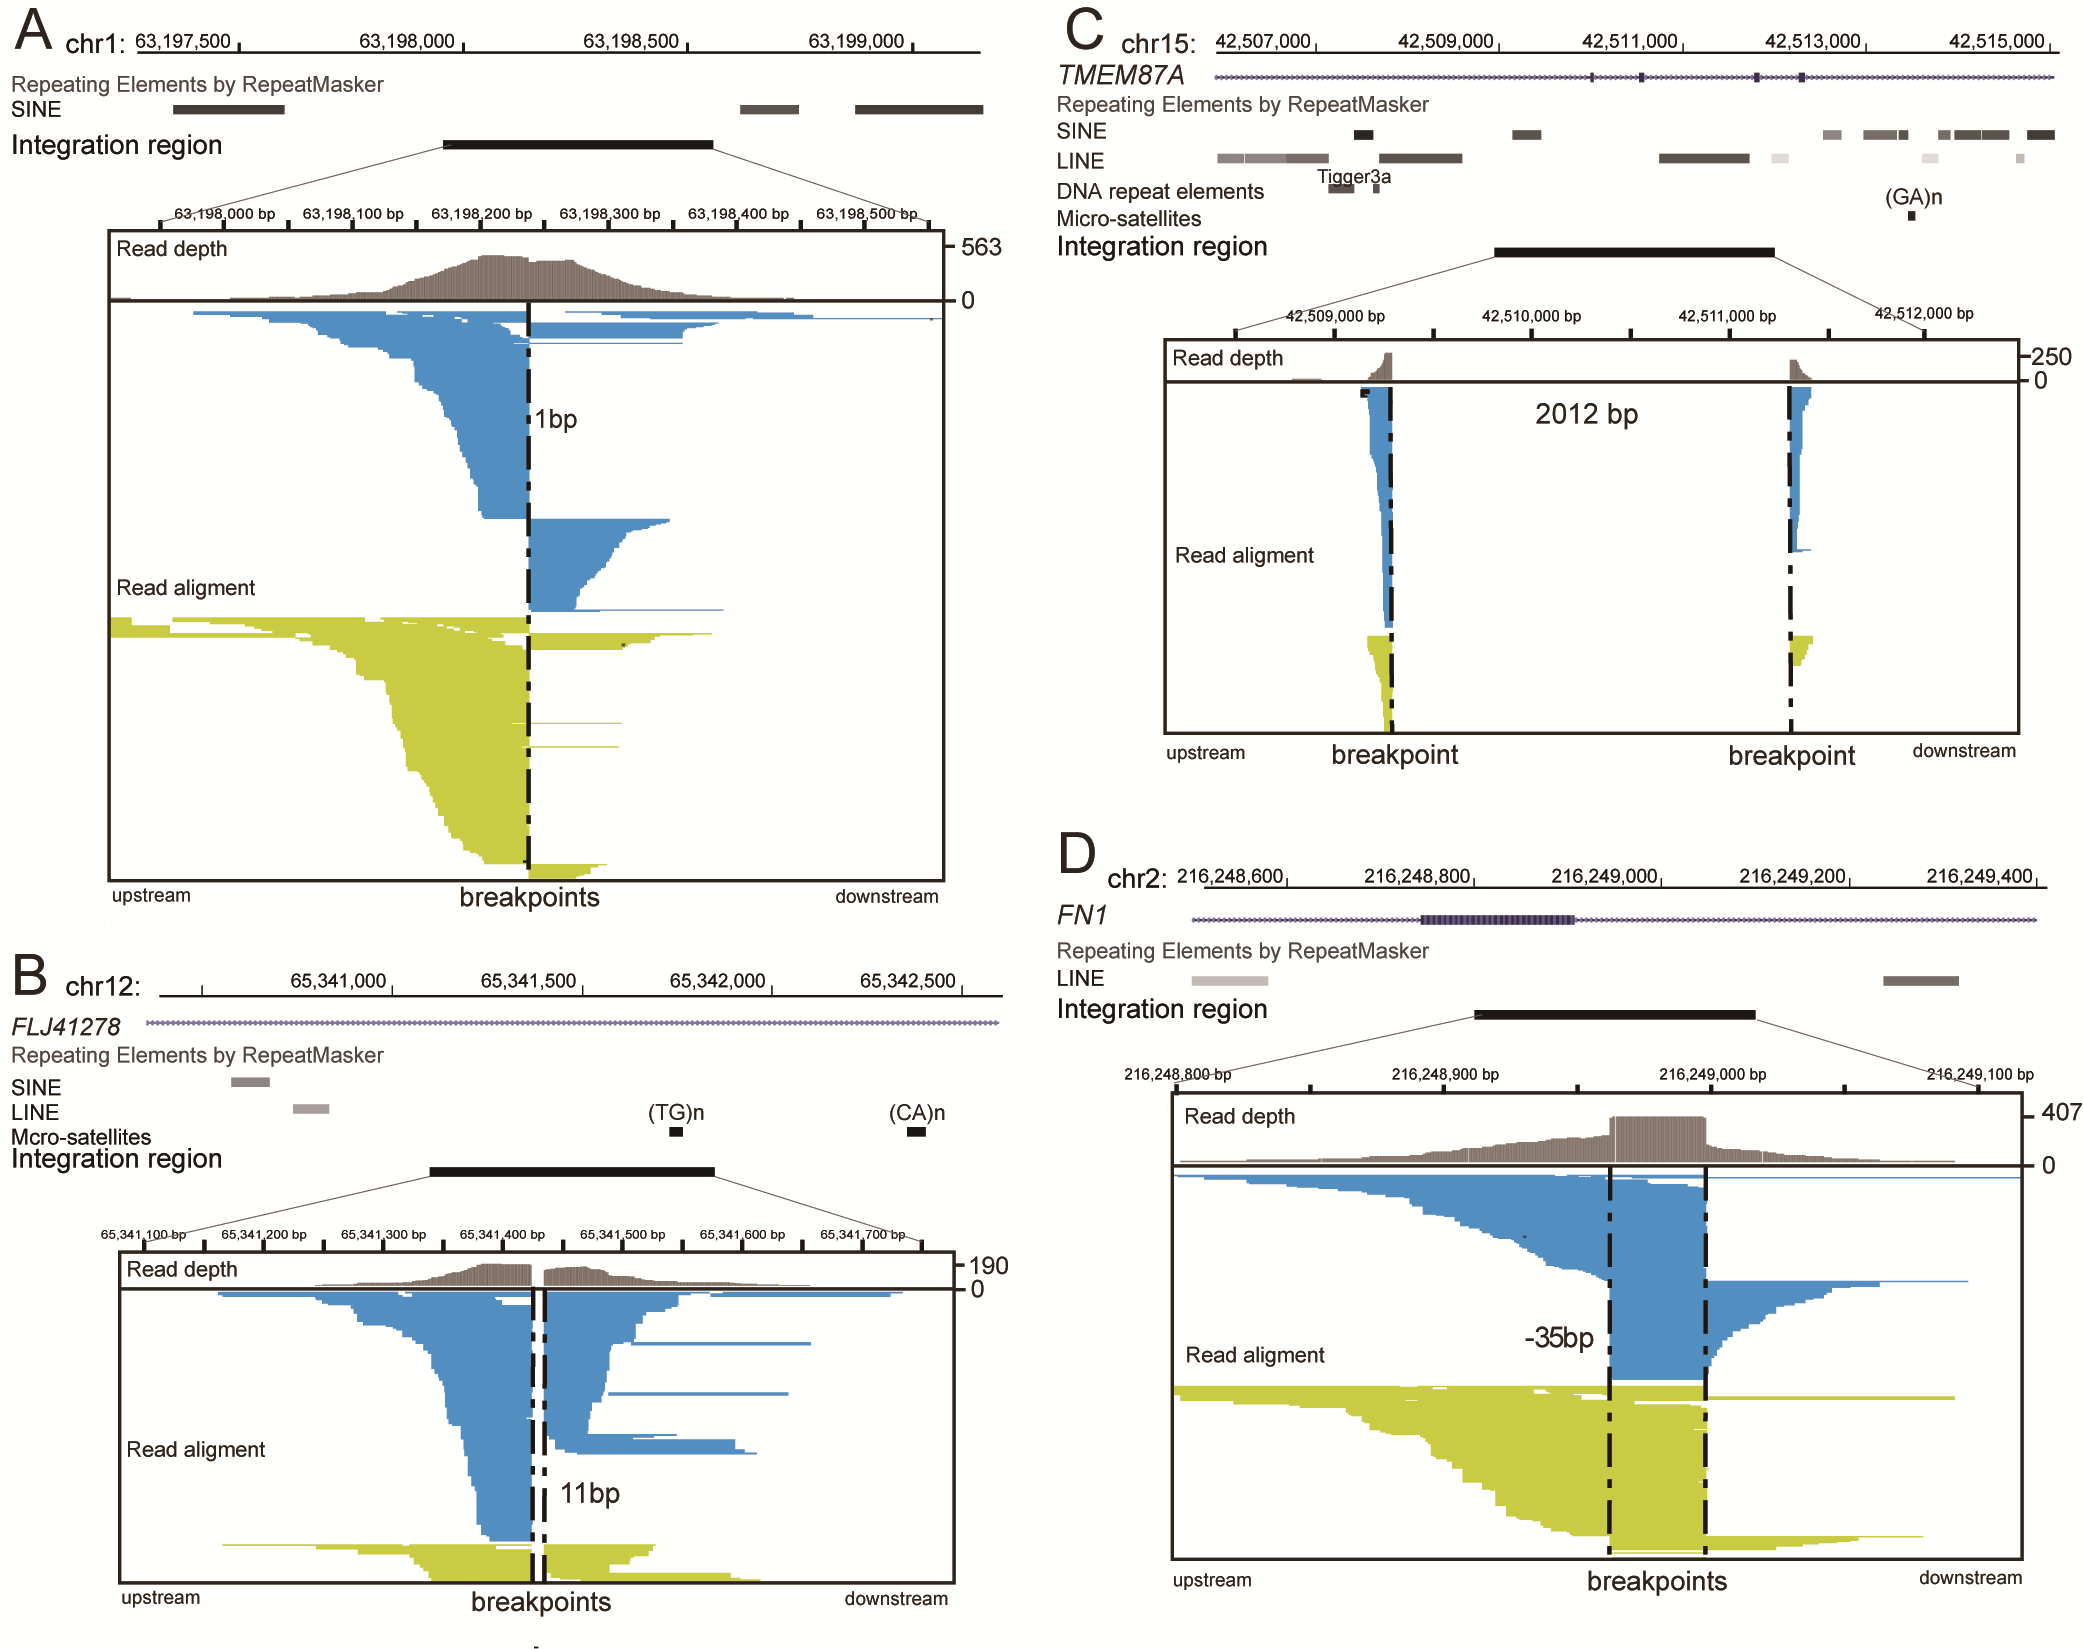 A
chr1: 63,197,500 63,198,000 63,198,500 63,199,000
Repeating Elements by RepeatMasker
SINE
Integration region
63,198,000 bp 63,198,100 bp 63,198,200 bp 63,198,300 bp 63,198,400 bp 63,198,500 bp
Read depth
563
0
1bp
Read aligment
upstream breakpoints downstream
B
chr12: 65,341,000 65,341,500 65,342,000 65,342,500
FLJ41278
Repeating Elements by RepeatMasker
SINE
LINE
(TG)n (CA)n
Mcro-satellites
Integration region
65,341,100 bp 65,341,200 bp 65,341,300 bp 65,341,400 bp 65,341,500 bp 65,341,600 bp 65,341,700 bp
Read depth
190
0
Read aligment
11bp
upstream breakpoints downstream
C
chr15: 42,507,000 42,509,000 42,511,000 42,513,000 42,515,000
TMEM87A
Repeating Elements by RepeatMasker
SINE
LINE
Tigger3a
DNA repeat elements
(GA)n
Micro-satellites
Integration region
42,509,000 bp 42,510,000 bp 42,511,000 bp 42,512,000 bp
Read depth
250
0
2012 bp
Read aligment
upstream breakpoint breakpoint downstream
D
chr2: 216,248,600 216,248,800 216,249,000 216,249,200 216,249,400
FN1
Repeating Elements by RepeatMasker
LINE
Integration region
216,248,800 bp 216,248,900 bp 216,249,000 bp 216,249,100 bp
Read depth
407
0
-35bp
Read aligment
upstream breakpoints downstream